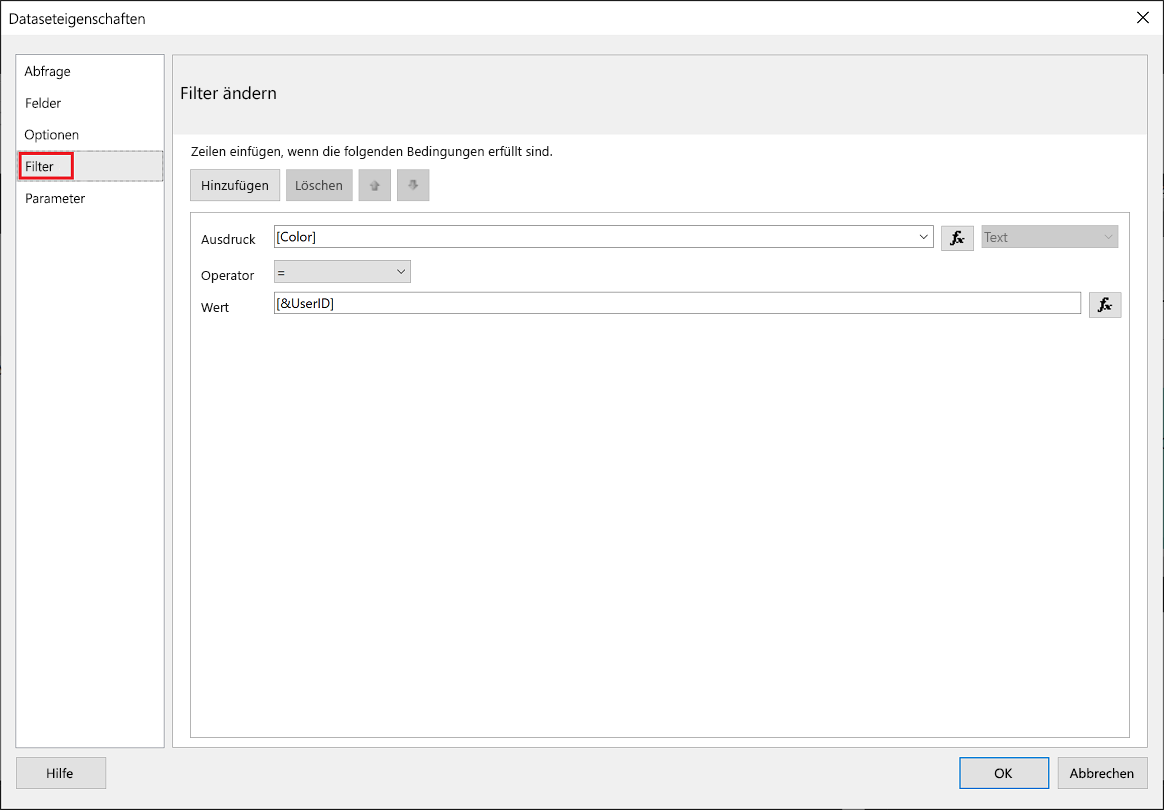 Dataseteigenschaften
Abfrage
Felder
Optionen
Filter
Parameter
Filter ändern
Zeilen einfügen, wenn die folgenden Bedingungen erfüllt sind.
Hinzufügen Löschen
Ausdruck [Color] fx Text
Operator =
Wert [&UserID] fx
Hilfe OK Abbrechen